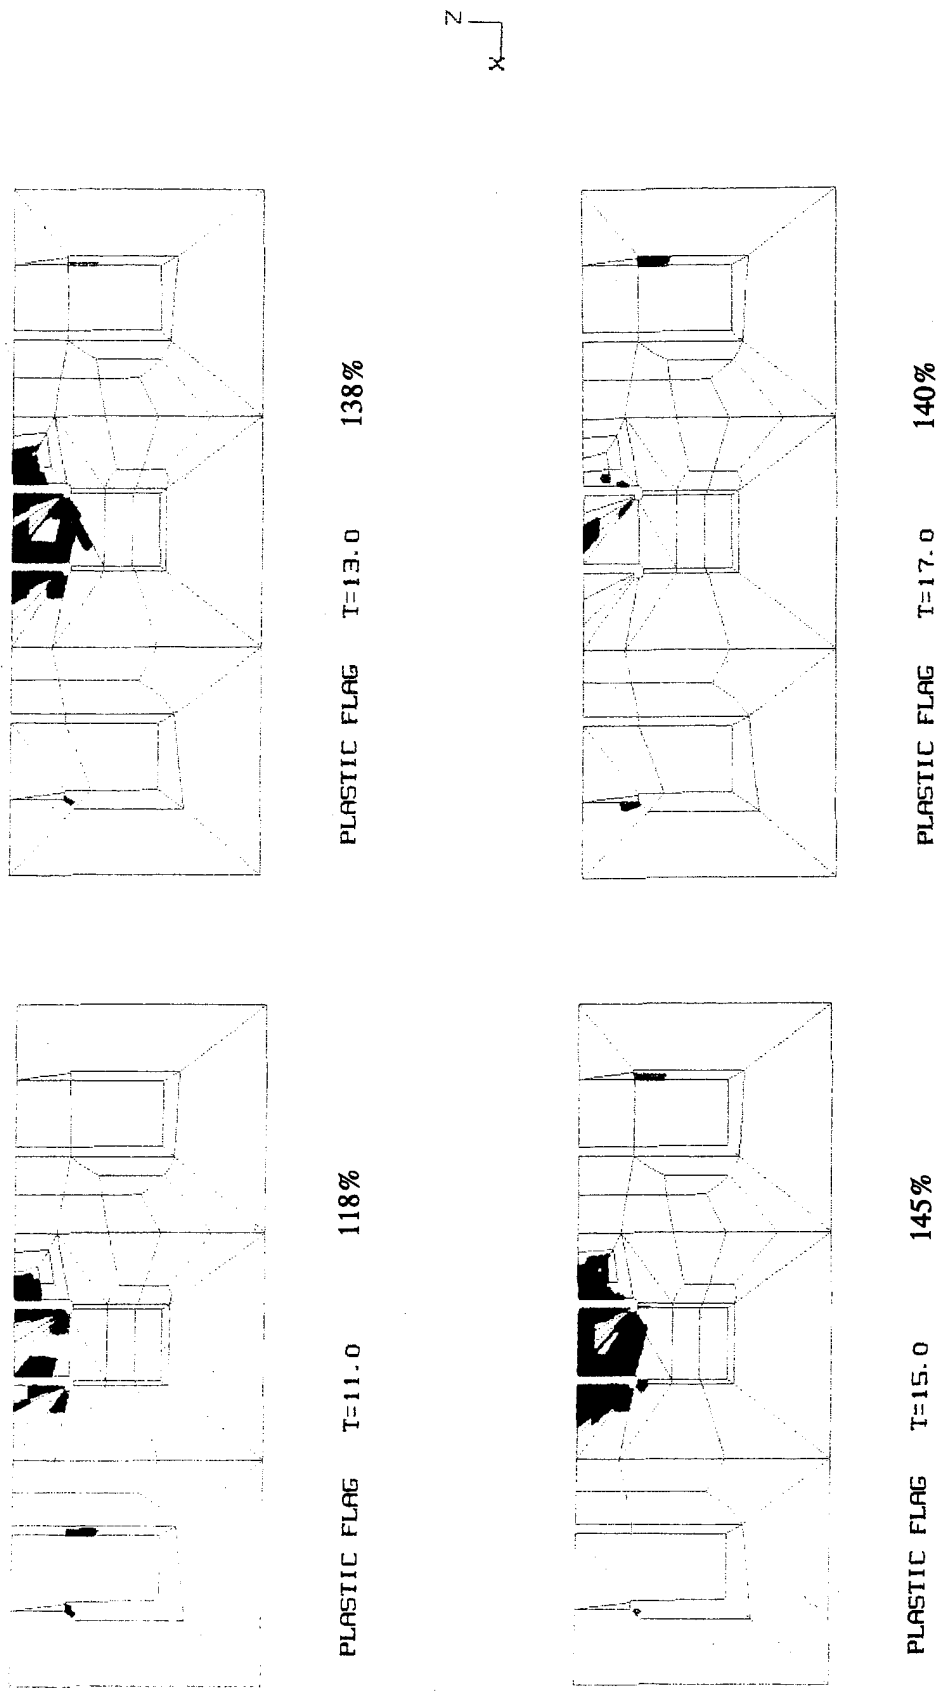 118%
PLASTIC FLAG T=11.0
138%
PLASTIC FLAG T=13.0
145%
PLASTIC FLAG T=15.0
140%
PLASTIC FLAG T=17.0
Z
X